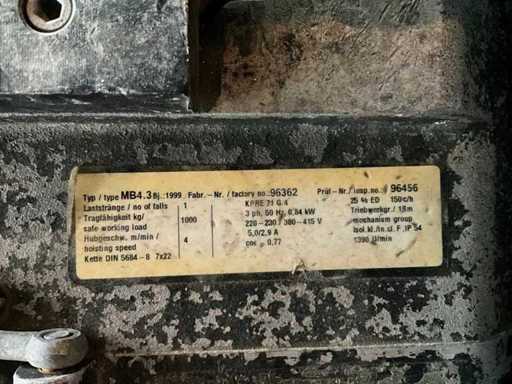 Typ / type MB4.3 Bj.:1999 Fabr.-Nr./factory no.:96362 Prüf-Nr./insp.no.: 96456
Laststränge / no of falls 1 KPRE 71 G 4 25 % ED 150c/h
Tragfähigkeit kg/ 1000 3 ph, 50 Hz, 0,84 kW Triebwerkgr. / 1Bm
safe working load 220-230/380-415 V mechanism group
Hubgeschw. m/min / 4 5,0/2,9 A Isol.kl./in.cl. F, IP 54
hoisting speed cos 0,77 1390 U/min
Kette DIN 5684-8 7x22